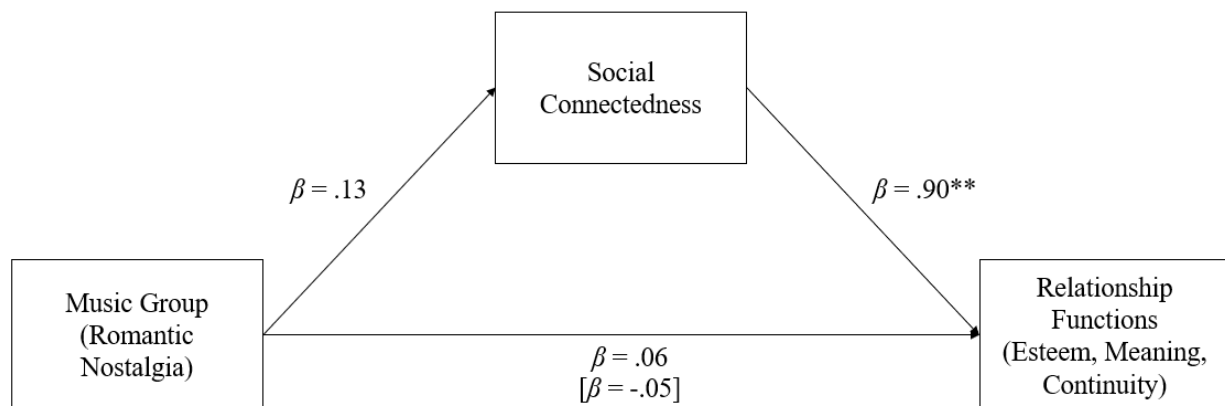 Social
Connectedness
β = .13
β = .90**
Music Group
(Romantic
Nostalgia)
β = .06
[β = -.05]
Relationship
Functions
(Esteem, Meaning,
Continuity)